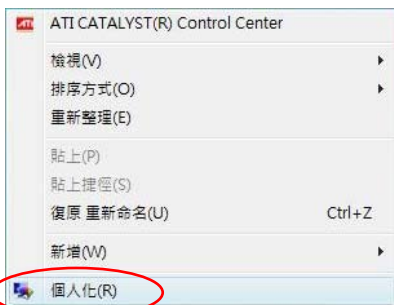 ATI ATI CATALYST(R) Control Center
檢視(V)
排序方式(O)
重新整理(E)
貼上(P)
貼上捷徑(S)
復原 重新命名(U) Ctrl+Z
新增(W)
個人化(R)